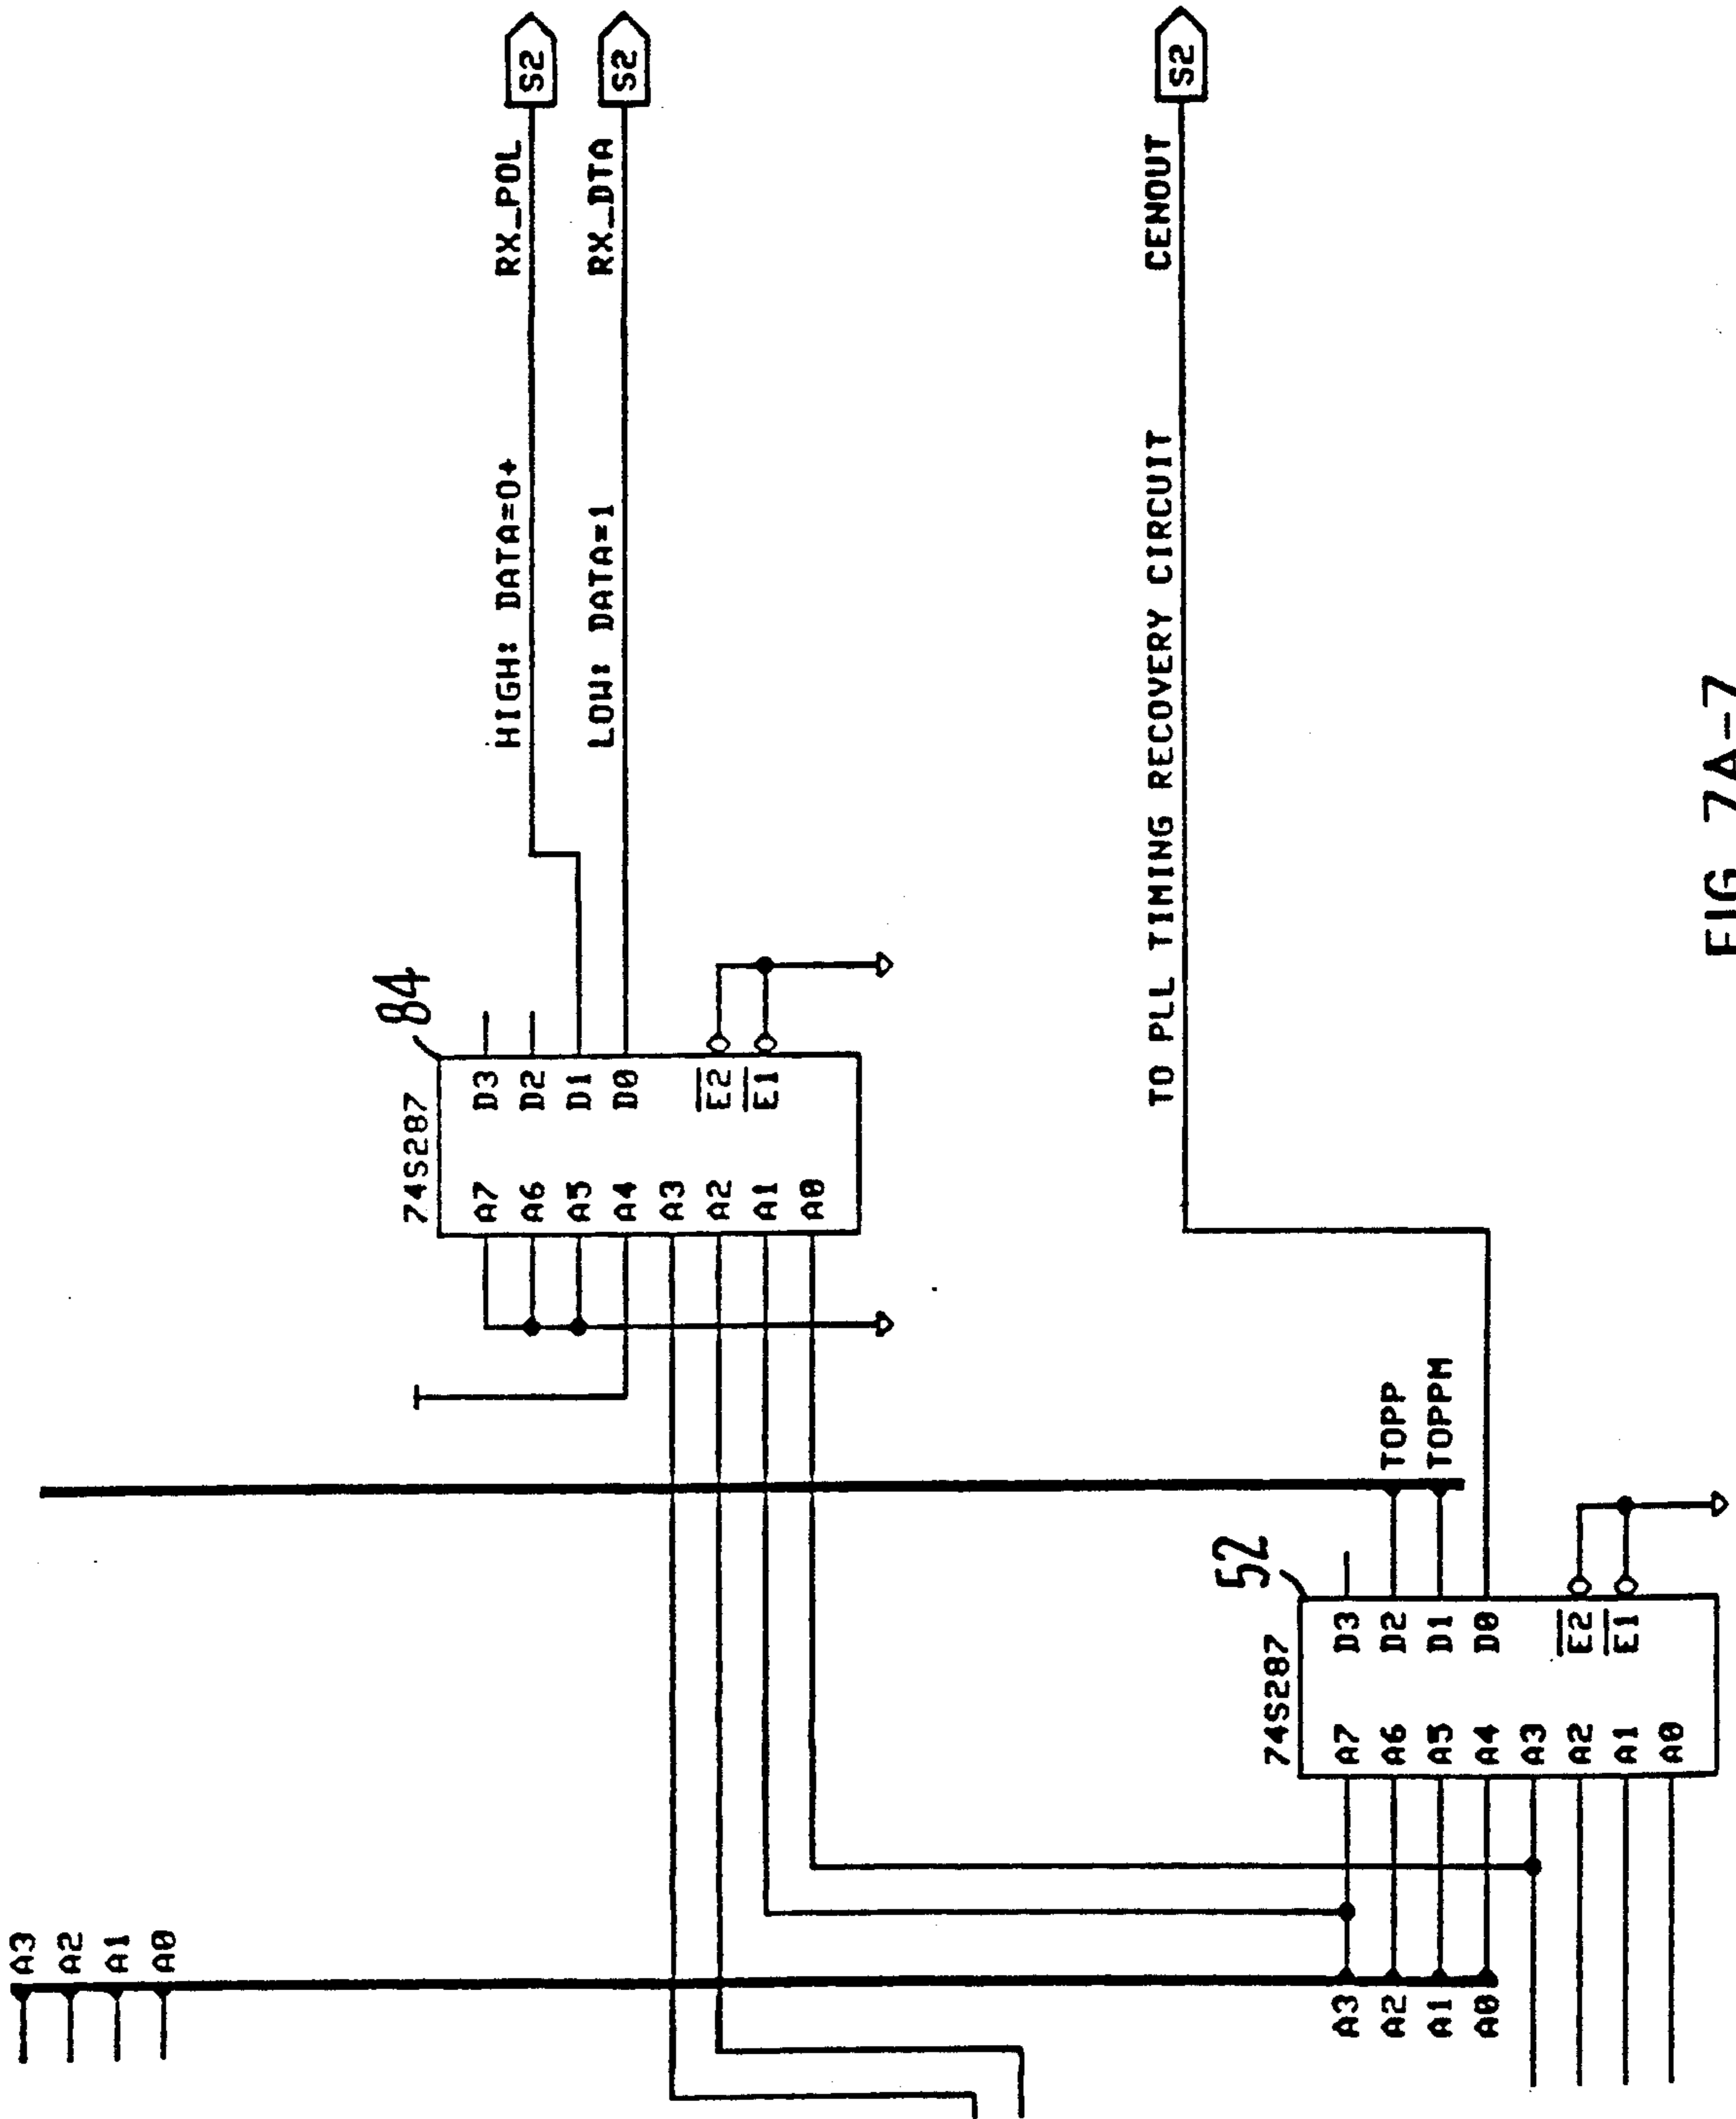 A3
A2
A1
A0
84
74S287
A7 D3
A6 D2
A5 D1
A4 D0
A3
A2 E2
A1 E1
A0
HIGH: DATA=0+ RX_POL S2
LOW: DATA=1 RX_DTA S2
TO PLL TIMING RECOVERY CIRCUIT CENOUT S2
52
74S287
A3 A7 D3
A2 A6 D2 TOPP
A1 A5 D1 TOPPM
A0 A4 D0
A3
A2 E2
A1 E1
A0
FIG 7A-7